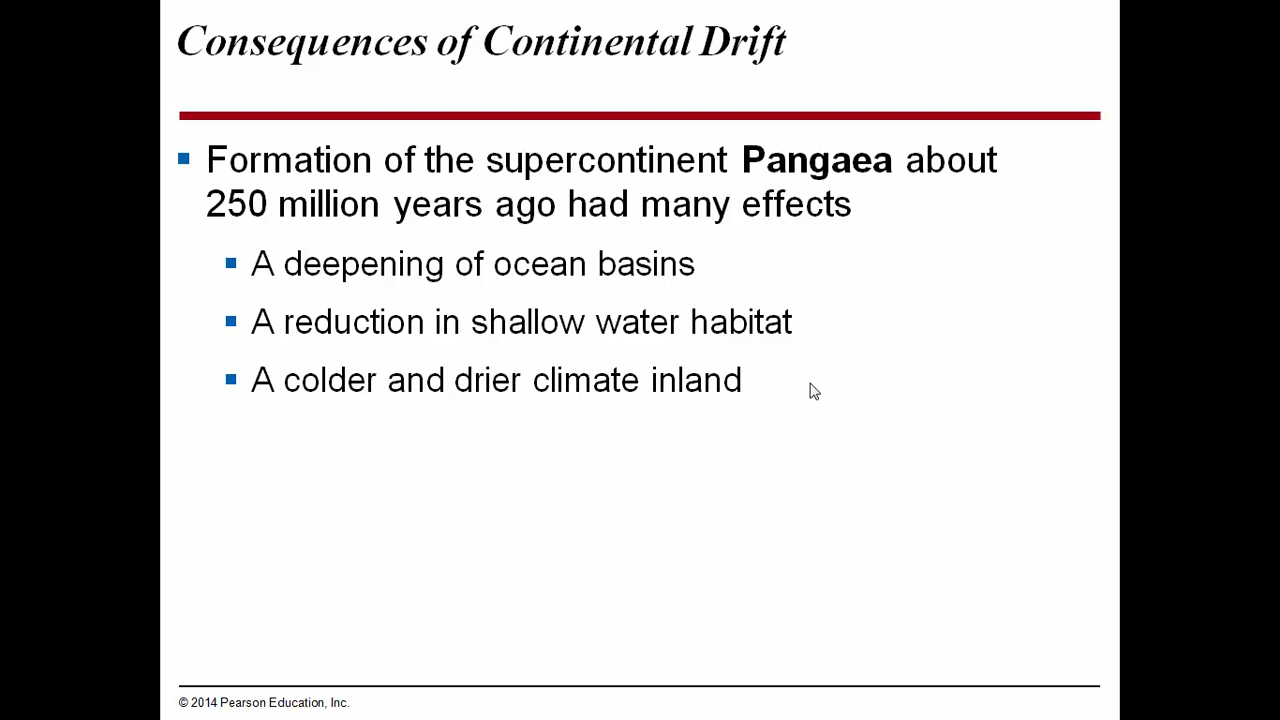 Consequences of Continental Drift
Formation of the supercontinent Pangaea about
250 million years ago had many effects
A deepening of ocean basins
A reduction in shallow water habitat
A colder and drier climate inland
© 2014 Pearson Education, Inc.